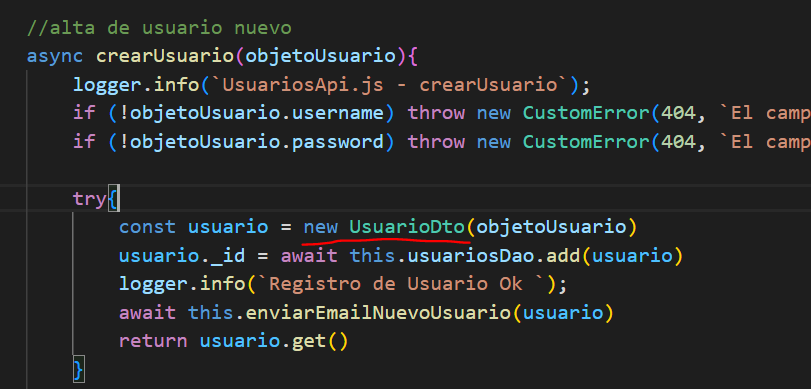 //alta de usuario nuevo
async crearUsuario(objetoUsuario){
logger.info(`UsuariosApi.js - crearUsuario`);
if (!objetoUsuario.username) throw new CustomError(404, `El camp
if (!objetoUsuario.password) throw new CustomError(404, `El camp
try{
const usuario = new UsuarioDto(objetoUsuario)
usuario._id = await this.usuariosDao.add(usuario)
logger.info(`Registro de Usuario Ok `);
await this.enviarEmailNuevoUsuario(usuario)
return usuario.get()
}